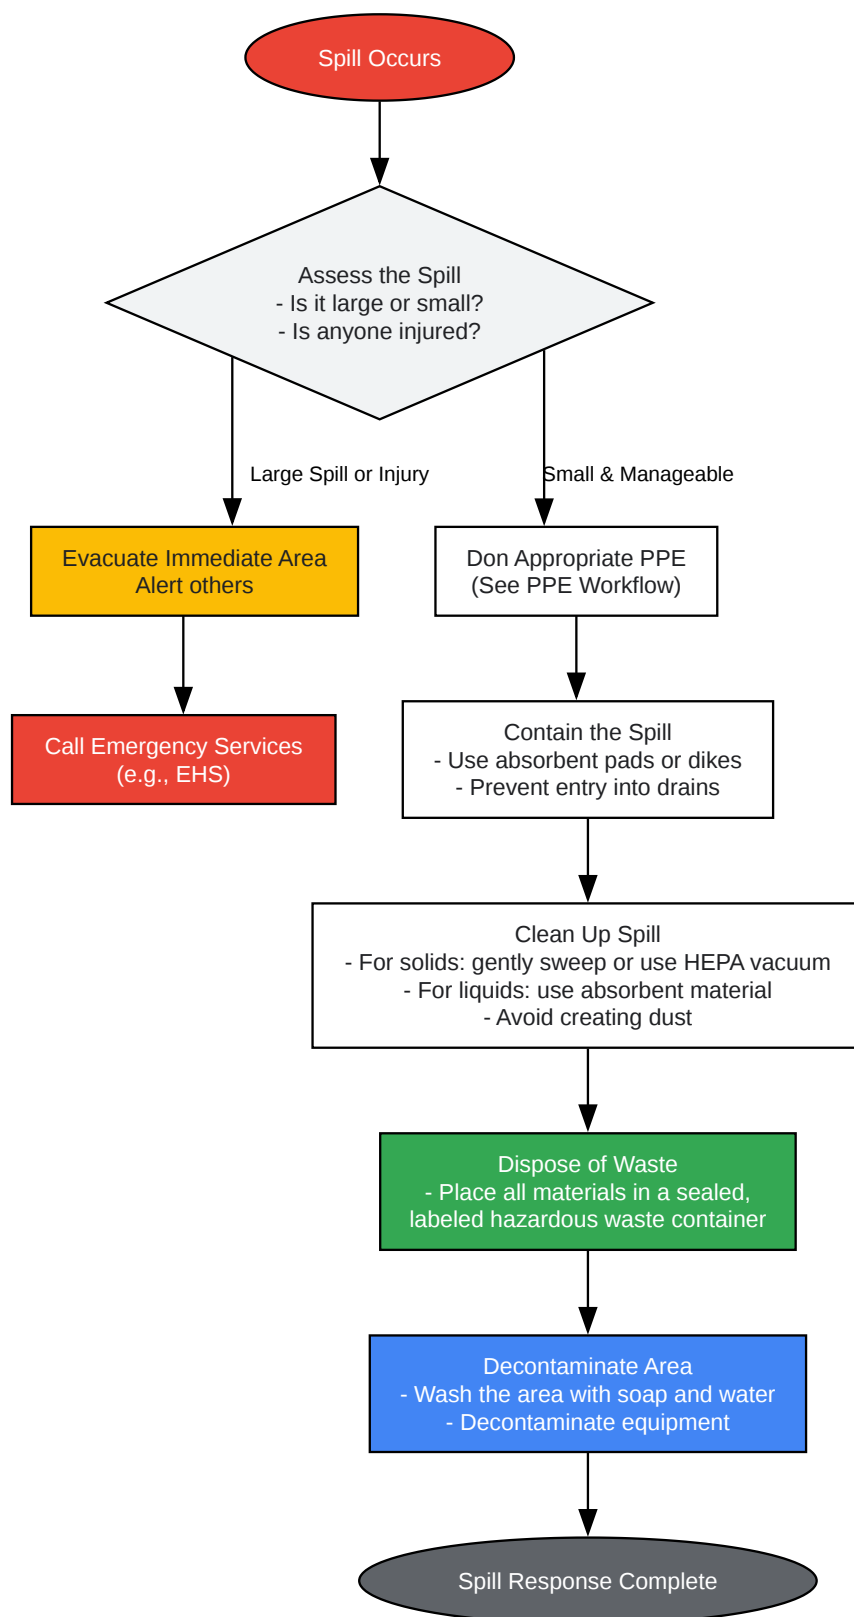 Spill Occurs
Assess the Spill
- Is it large or small?
- Is anyone injured?
Large Spill or Injury
Small & Manageable
Evacuate Immediate Area
Alert others
Don Appropriate PPE
(See PPE Workflow)
Call Emergency Services
(e.g., EHS)
Contain the Spill
- Use absorbent pads or dikes
- Prevent entry into drains
Clean Up Spill
- For solids: gently sweep or use HEPA vacuum
- For liquids: use absorbent material
- Avoid creating dust
Dispose of Waste
- Place all materials in a sealed,
labeled hazardous waste container
Decontaminate Area
- Wash the area with soap and water
- Decontaminate equipment
Spill Response Complete